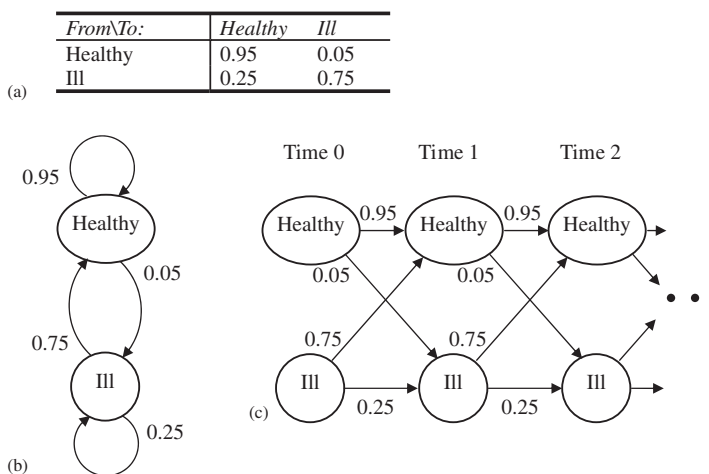 From\To: Healthy Ill
Healthy 0.95 0.05
Ill 0.25 0.75
(a)
Time 0 Time 1 Time 2
0.95
Healthy
0.05
0.75
Ill
0.25
(b)
Healthy 0.95 Healthy 0.95 Healthy
0.05 0.05
0.75 0.75
Ill Ill Ill
0.25 0.25
(c)